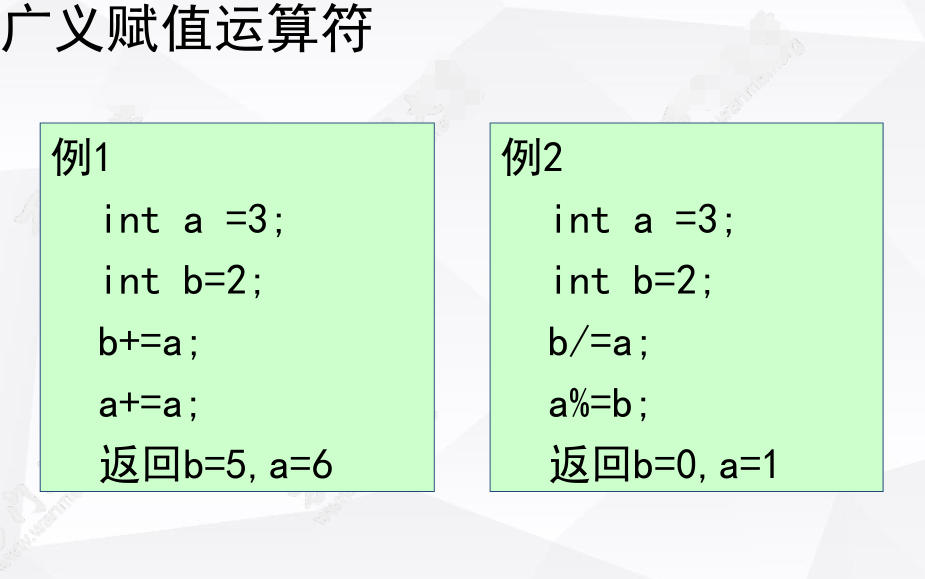 广义赋值运算符
例1
int a =3;
int b=2;
b+=a;
a+=a;
返回b=5,a=6
例2
int a =3;
int b=2;
b/=a;
a%=b;
返回b=0,a=1